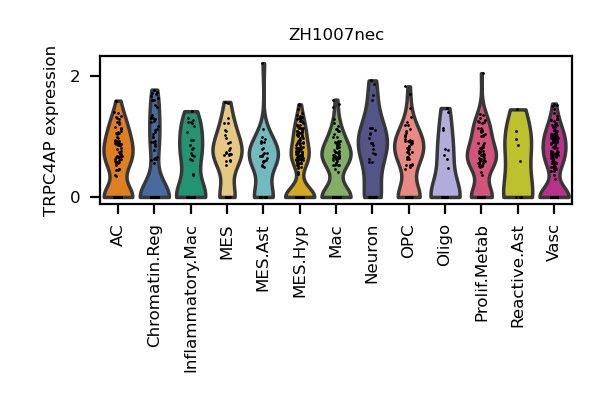 ZH1007nec
TRPC4AP expression
2
0
AC
Chromatin.Reg
Inflammatory.Mac
MES
MES.Ast
MES.Hyp
Mac
Neuron
OPC
Oligo
Prolif.Metab
Reactive.Ast
Vasc